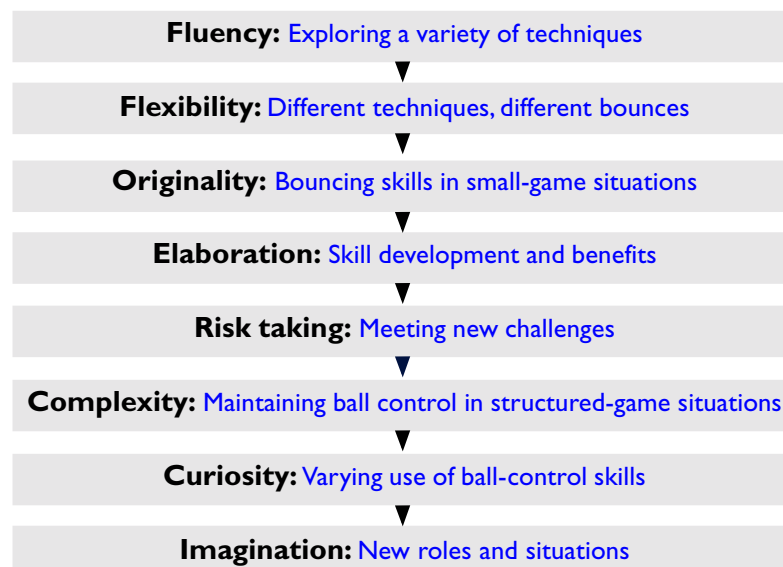 Fluency: Exploring a variety of techniques
Flexibility: Different techniques, different bounces
Originality: Bouncing skills in small-game situations
Elaboration: Skill development and benefits
Risk taking: Meeting new challenges
Complexity: Maintaining ball control in structured-game situations
Curiosity: Varying use of ball-control skills
Imagination: New roles and situations